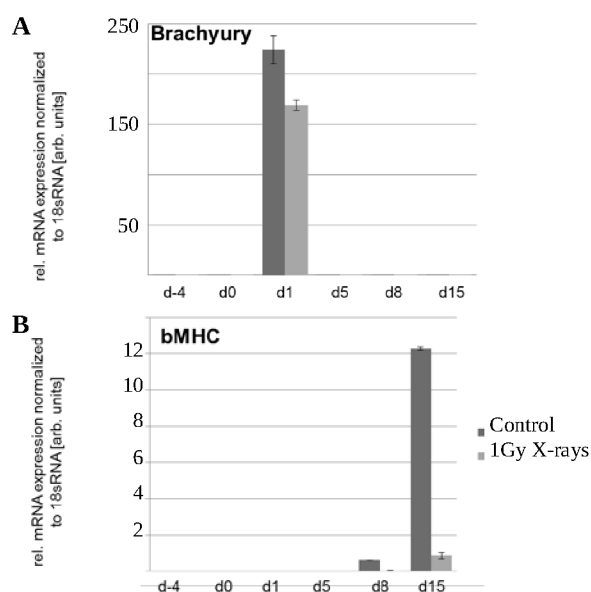 A
Brachyury
rel. mRNA expression normalized
to 18sRNA [arb. units]
250
150
50
d-4 d0 d1 d5 d8 d15
B
bMHC
rel. mRNA expression normalized
to 18sRNA [arb. units]
12
10
8
6
4
2
Control
1Gy X-rays
d-4 d0 d1 d5 d8 d15